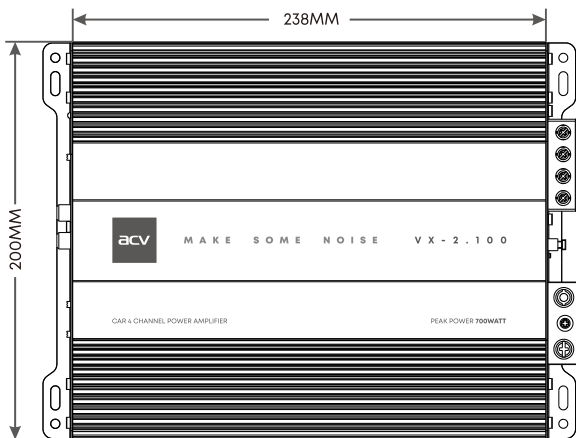 238MM
200MM
acv MAKE SOME NOISE VX-2.100
CAR 4 CHANNEL POWER AMPLIFIER PEAK POWER 700WATT